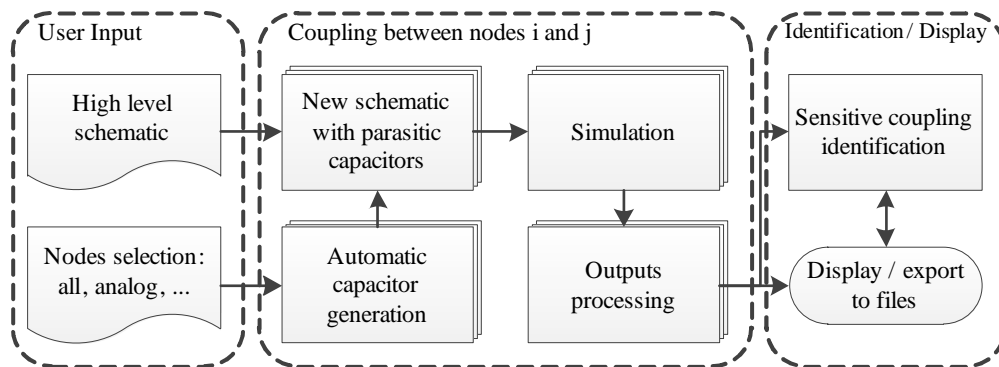 User Input
High level
schematic
Nodes selection:
all, analog, ...
Coupling between nodes i and j
New schematic
with parasitic
capacitors
Simulation
Automatic
capacitor
generation
Outputs
processing
Identification / Display
Sensitive coupling
identification
Display / export
to files